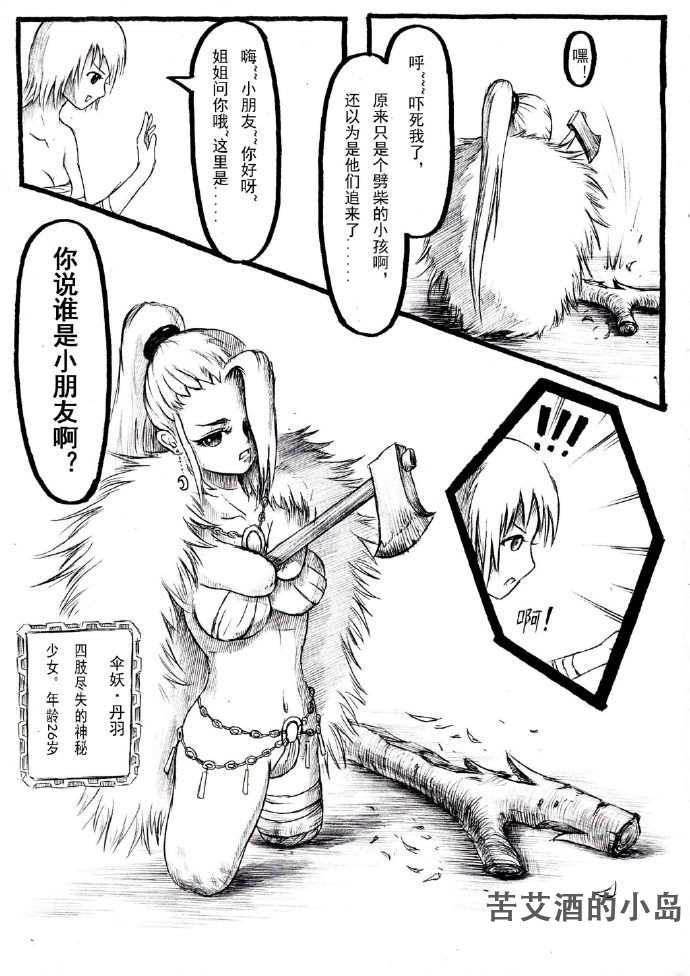 嘿！
呼~~吓死我了，
原来只是个劈柴的小孩啊，
还以为是他们追来了......
嗨~~小朋友~~你好呀~
姐姐问你哦~~这里是.....
!!!
啊！
你说谁是小朋友啊？
伞妖·丹羽
四肢尽失的神秘
少女。年龄26岁
苦艾酒的小岛